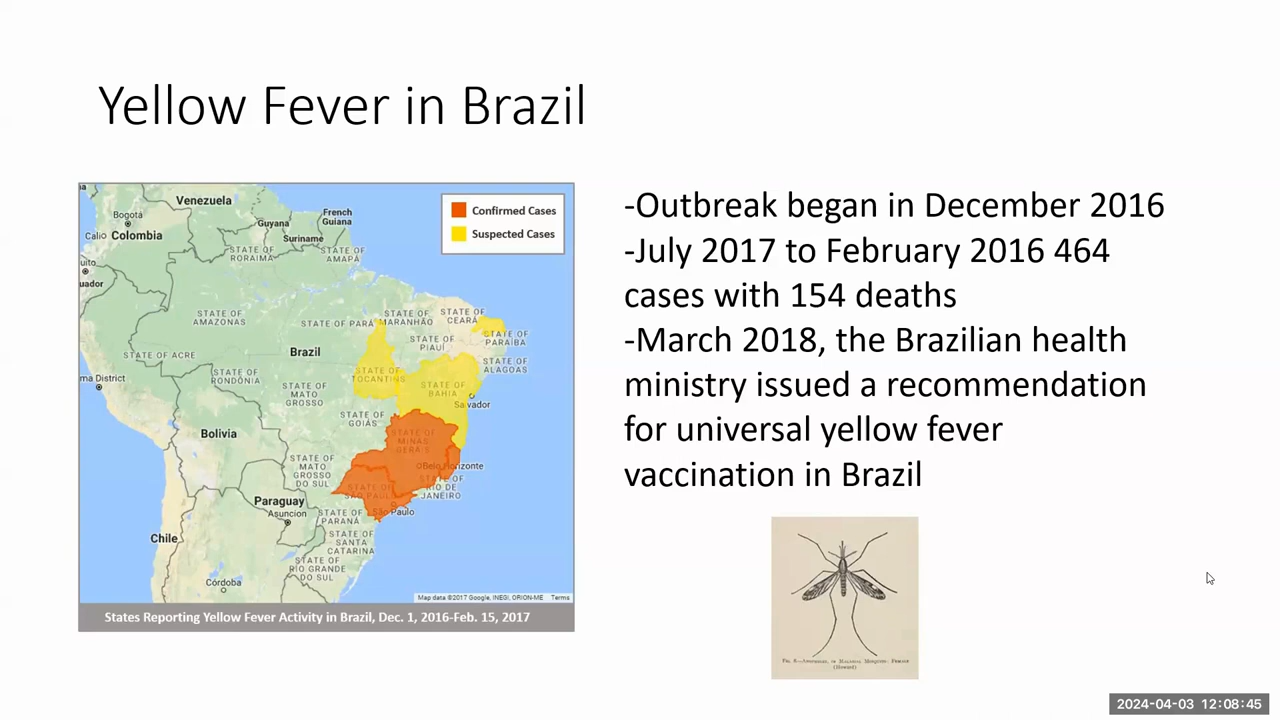 Yellow Fever in Brazil
Venezuela
Bogotá
Colombia
Calio
Guyana
Suriname
French
Guiana
Confirmed Cases
Suspected Cases
STATE OF
RORAIMA
STATE OF
AMAPÁ
uito
uador
STATE OF
AMAZONAS
STATE OF PARÁ
STATE OF
MARANHÃO
STATE OF
CEARÁ
STATE OF
PIAUÍ
STATE OF
PARAÍBA
STATE OF
ALAGOAS
STATE OF ACRE
Brazil
STATE OF
RONDÔNIA
STATE OF
TOCANTINS
STATE OF
BAHIA
ma District
STATE OF
MATO
GROSSO
Salvador
STATE OF
GOIÁS
Bolivia
STATE OF
MINAS
GERAIS
STATE OF
MATO
GROSSO
DO SUL
Belo Horizonte
STATE OF
RIO DE
JANEIRO
STATE OF
SÃO PAULO
São Paulo
Paraguay
Asuncion
STATE OF
PARANÁ
Chile
STATE OF
SANTA
CATARINA
STATE OF
RIO GRANDE
DO SUL
Córdoba
Map data ©2017 Google, INEGI, ORION-ME Terms
States Reporting Yellow Fever Activity in Brazil, Dec. 1, 2016-Feb. 15, 2017
-Outbreak began in December 2016
-July 2017 to February 2016 464
cases with 154 deaths
-March 2018, the Brazilian health
ministry issued a recommendation
for universal yellow fever
vaccination in Brazil
(Howard)
2024-04-03 12:08:45